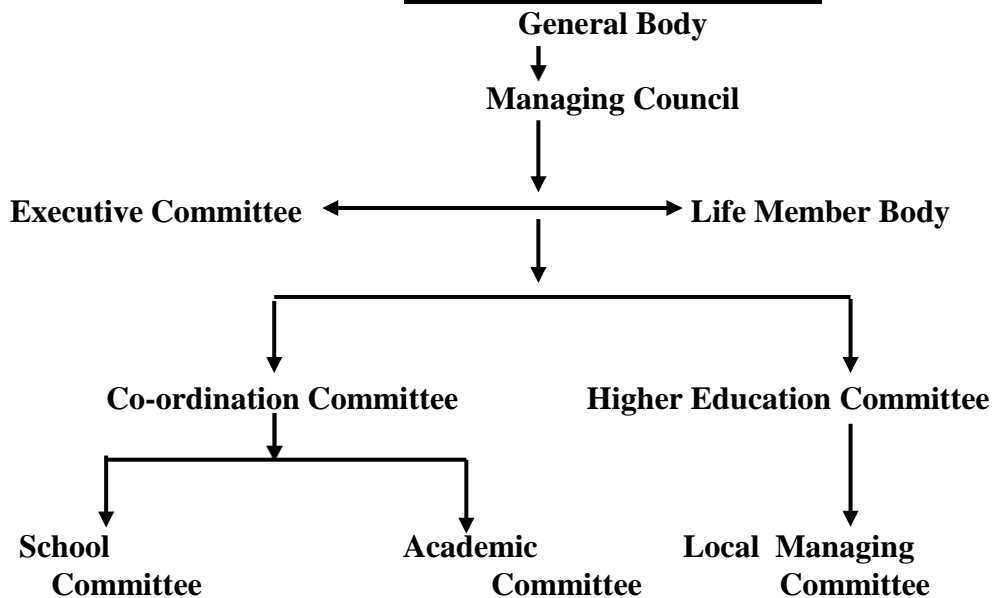 General Body
Managing Council
Executive Committee Life Member Body
Co-ordination Committee Higher Education Committee
School Academic Local Managing
Committee Committee Committee